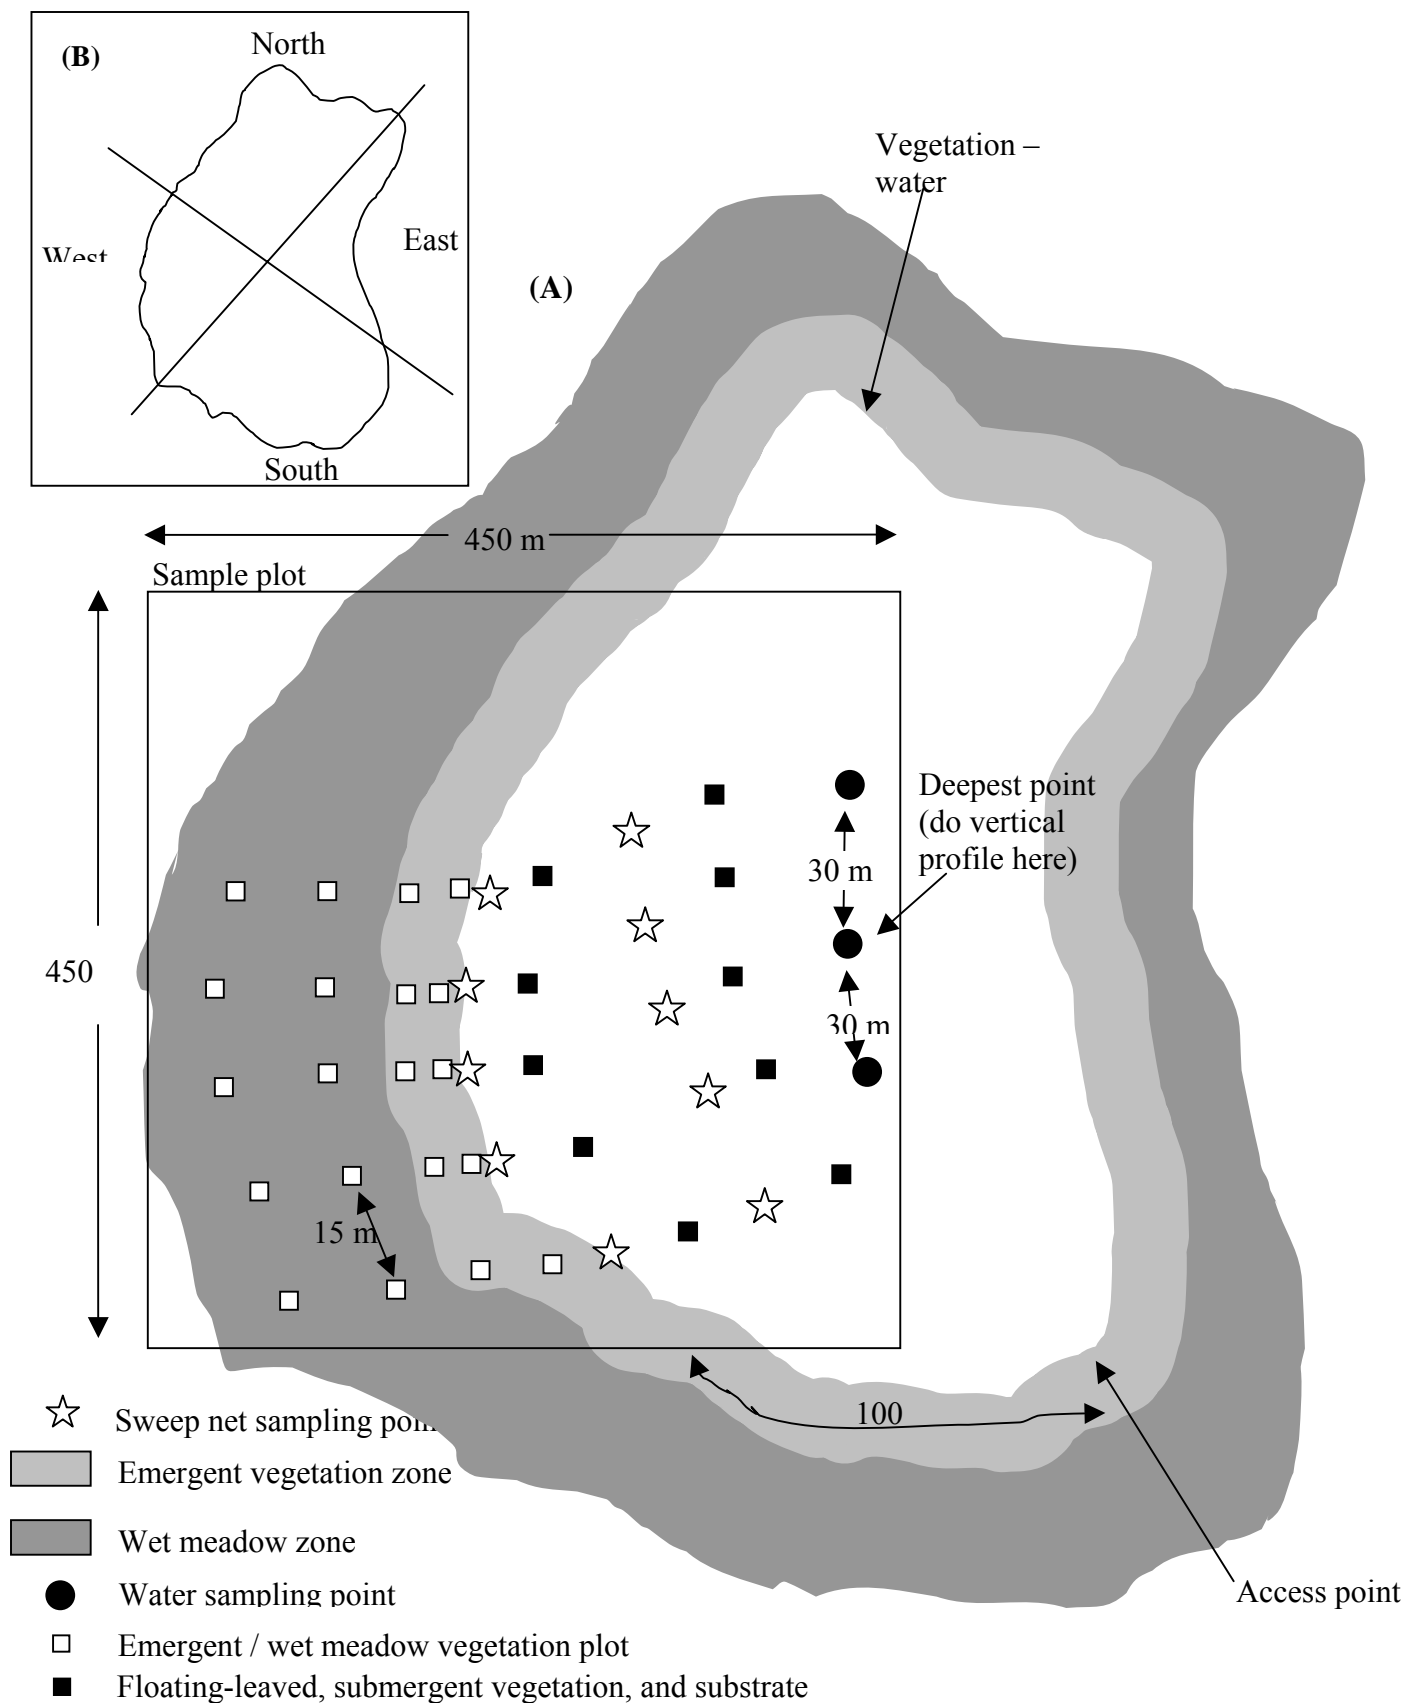 (B)
North
West
East
South
(A)
Vegetation –
water
450 m
Sample plot
450
Deepest point
(do vertical
profile here)
30 m
30 m
15 m
100
Access point
Sweep net sampling poin
Emergent vegetation zone
Wet meadow zone
Water sampling point
Emergent / wet meadow vegetation plot
Floating-leaved, submergent vegetation, and substrate